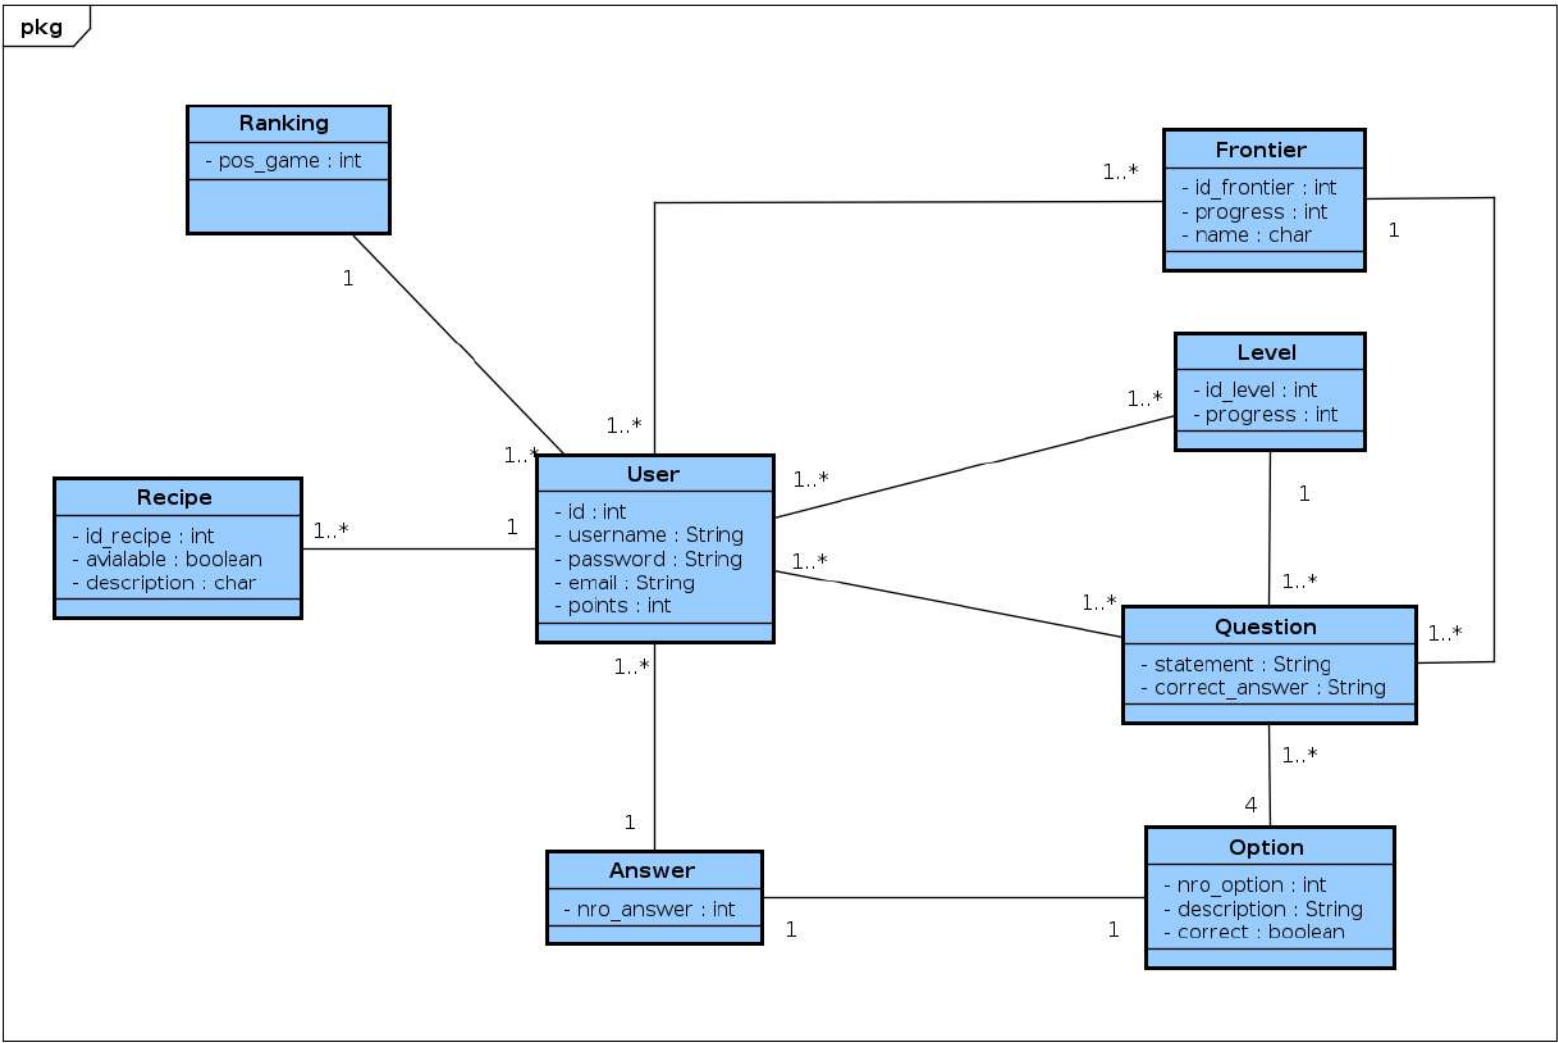 pkg
Ranking
- pos_game : int
1
1..*
Frontier
- id_frontier : int
- progress : int
- name : char
1..*
1..*
1
1..*
Level
- id_level : int
- progress : int
1..*
1..*
1
1..*
Recipe
- id_recipe : int
- avialable : boolean
- description : char
1..*
1
User
- id : int
- username : String
- password : String
- email : String
- points : int
1..*
1..*
Question
- statement : String
- correct_answer : String
1..*
4
1..*
1
Answer
- nro_answer : int
1
1
Option
- nro_option : int
- description : String
- correct : boolean